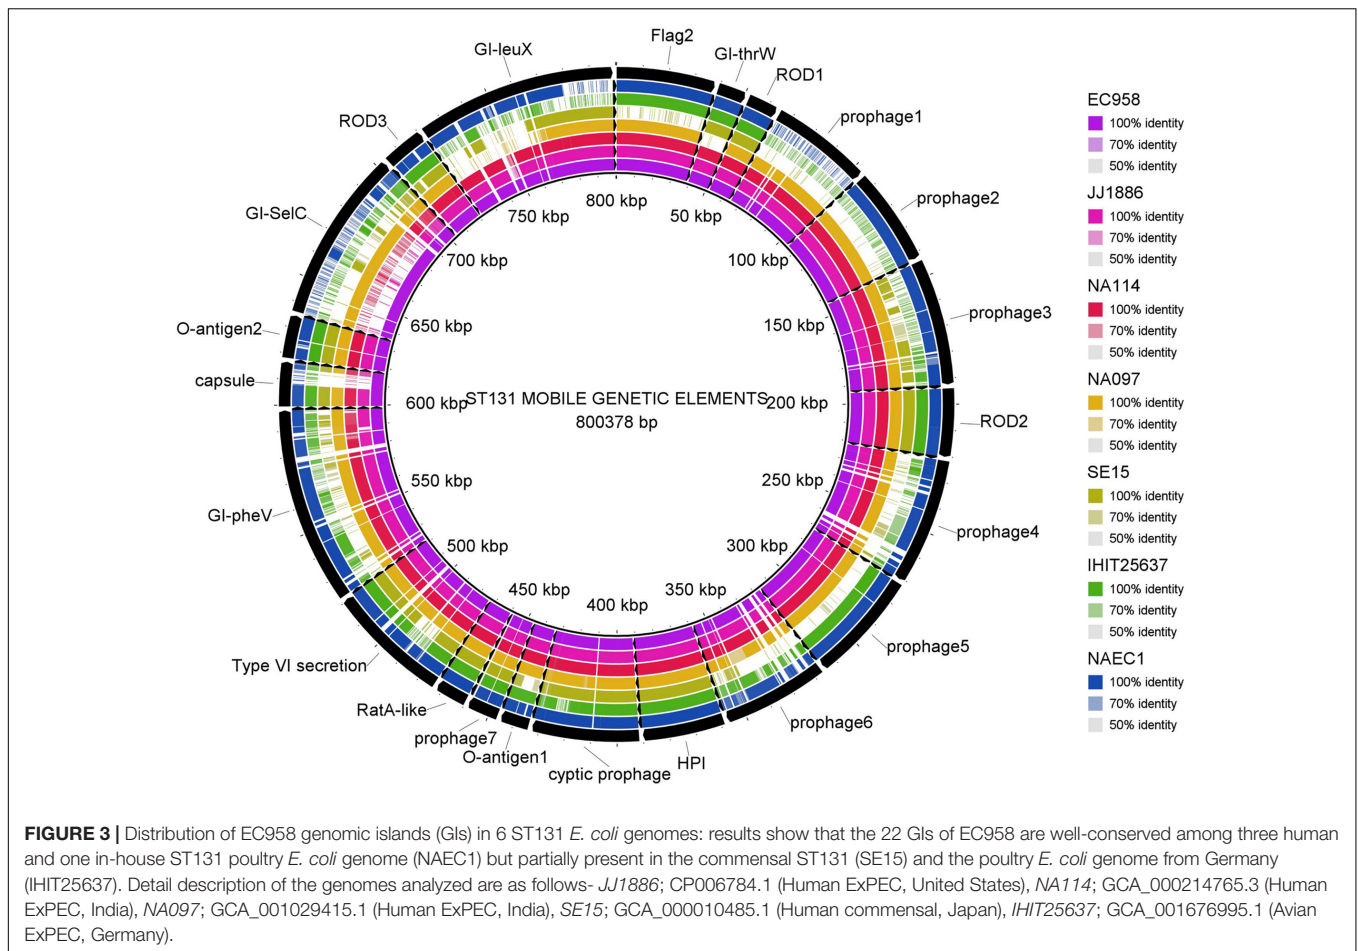 GI-leuX
Flag2
GI-thrW
ROD1
prophage1
prophage2
prophage3
ROD2
prophage4
prophage5
prophage6
HPI
cyptic prophage
O-antigen1
prophage7
RatA-like
Type VI secretion
GI-pheV
capsule
O-antigen2
GI-SelC
ROD3
800 kbp
50 kbp
100 kbp
150 kbp
200 kbp
250 kbp
300 kbp
350 kbp
400 kbp
450 kbp
500 kbp
550 kbp
600 kbp
650 kbp
700 kbp
750 kbp
ST131 MOBILE GENETIC ELEMENTS
800378 bp
EC958
100% identity
70% identity
50% identity
JJ1886
100% identity
70% identity
50% identity
NA114
100% identity
70% identity
50% identity
NA097
100% identity
70% identity
50% identity
SE15
100% identity
70% identity
50% identity
IHIT25637
100% identity
70% identity
50% identity
NAEC1
100% identity
70% identity
50% identity
FIGURE 3 | Distribution of EC958 genomic islands (GIs) in 6 ST131 E. coli genomes: results show that the 22 GIs of EC958 are well-conserved among three human
and one in-house ST131 poultry E. coli genome (NAEC1) but partially present in the commensal ST131 (SE15) and the poultry E. coli genome from Germany
(IHIT25637). Detail description of the genomes analyzed are as follows- JJ1886; CP006784.1 (Human ExPEC, United States), NA114; GCA_000214765.3 (Human
ExPEC, India), NA097; GCA_001029415.1 (Human ExPEC, India), SE15; GCA_000010485.1 (Human commensal, Japan), IHIT25637; GCA_001676995.1 (Avian
ExPEC, Germany).